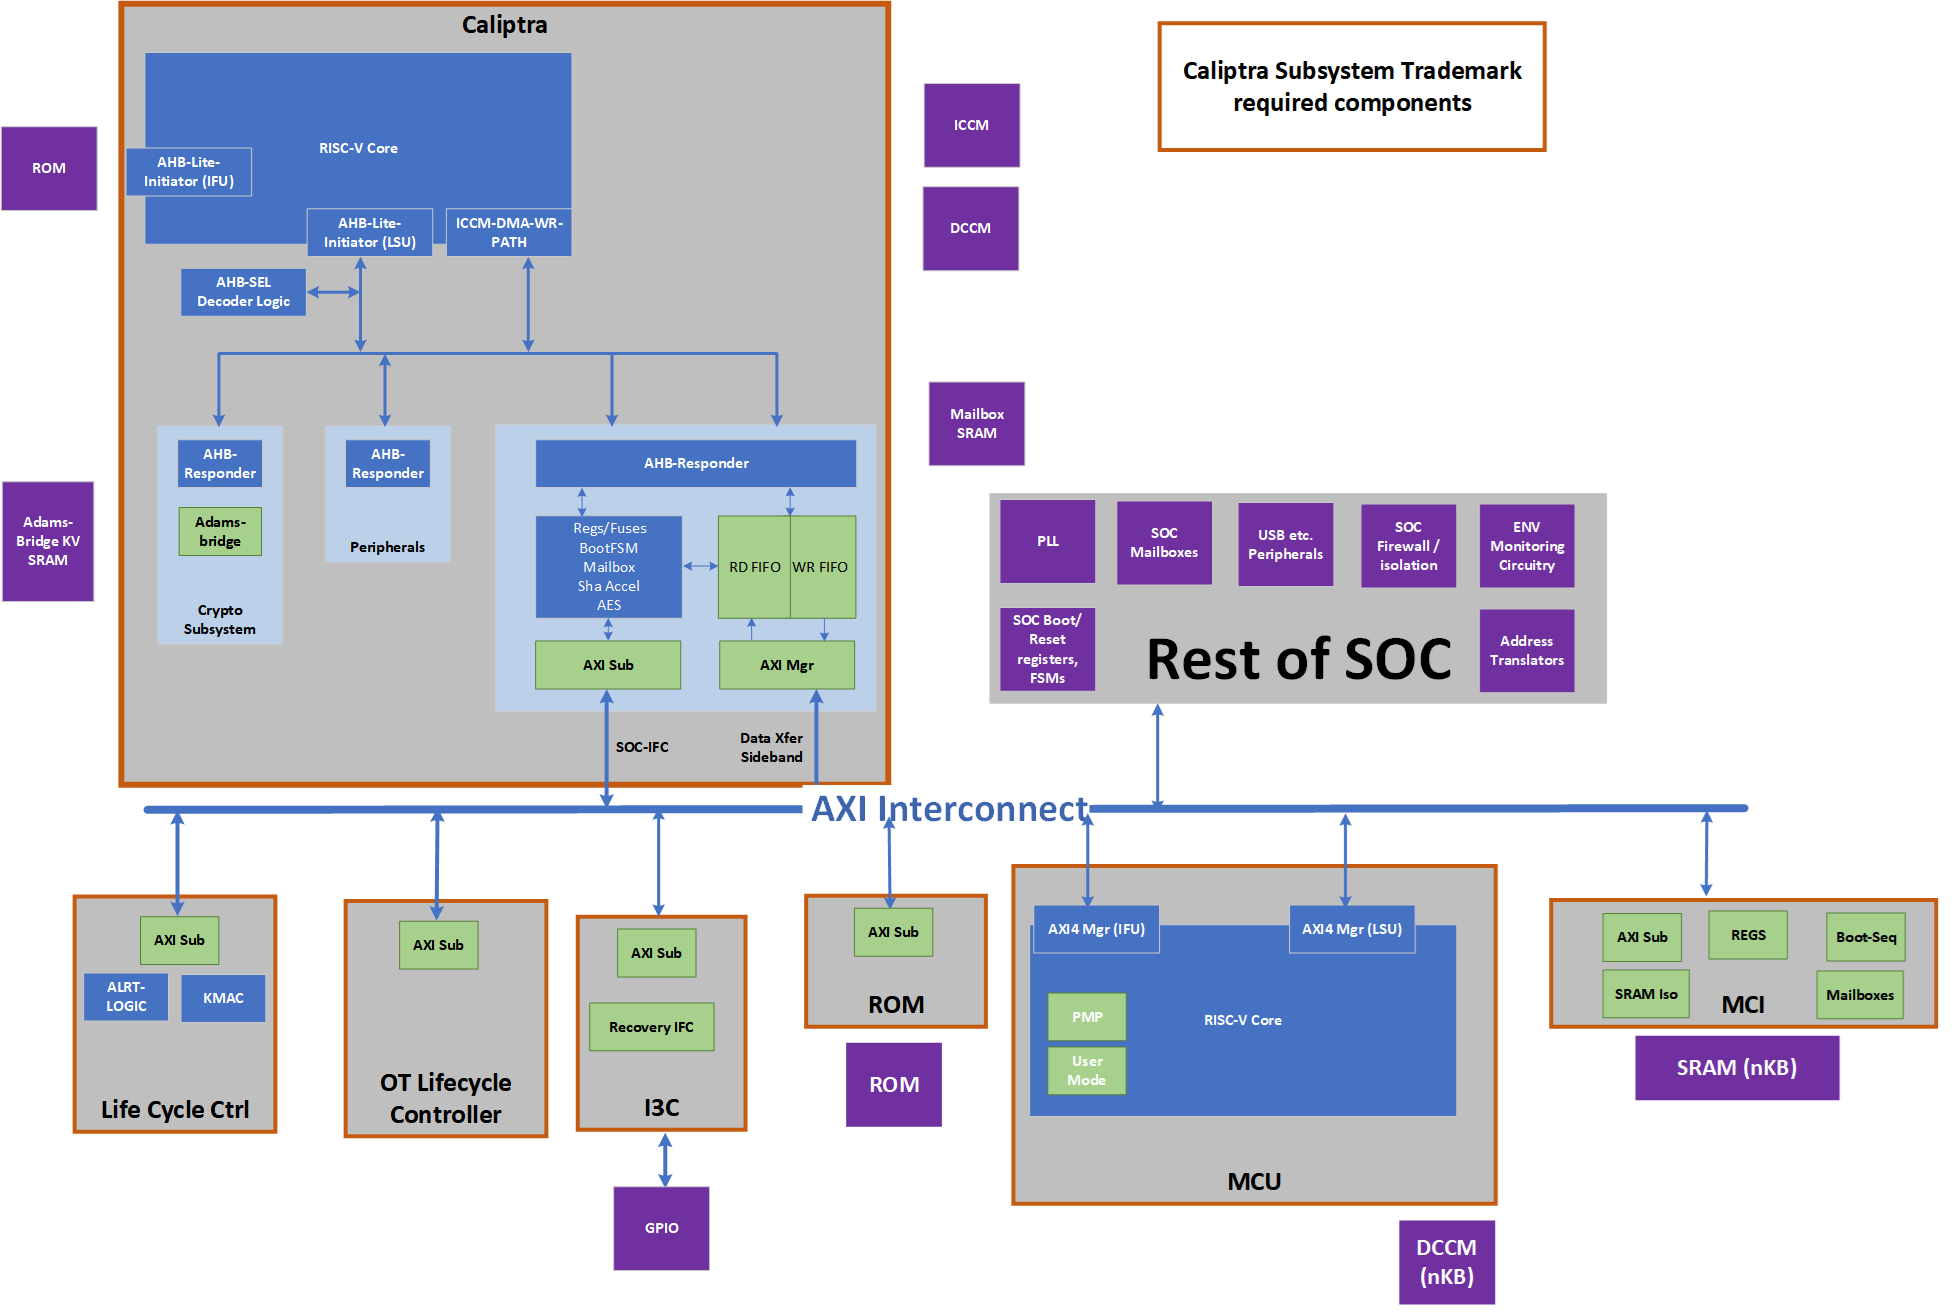 Caliptra
Caliptra Subsystem Trademark
required components
RISC-V Core
AHB-Lite-
Initiator (IFU)
AHB-Lite-
Initiator (LSU)
ICCM-DMA-WR-
PATH
AHB-SEL
Decoder Logic
ROM
ICCM
DCCM
Mailbox
SRAM
Adams-
Bridge KV
SRAM
AHB-
Responder
Adams-
bridge
Crypto
Subsystem
AHB-
Responder
Peripherals
AHB-Responder
Regs/Fuses
BootFSM
Mailbox
Sha Accel
AES
RD FIFO
WR FIFO
AXI Sub
AXI Mgr
SOC-IFC
Data Xfer
Sideband
PLL
SOC
Mailboxes
USB etc.
Peripherals
SOC
Firewall /
isolation
ENV
Monitoring
Circuitry
SOC Boot/
Reset
registers,
FSMs
Rest of SOC
Address
Translators
AXI Interconnect
AXI Sub
ALRT-
LOGIC
KMAC
Life Cycle Ctrl
AXI Sub
OT Lifecycle
Controller
AXI Sub
Recovery IFC
I3C
GPIO
AXI Sub
ROM
ROM
AXI4 Mgr (IFU)
AXI4 Mgr (LSU)
PMP
User
Mode
RISC-V Core
MCU
DCCM
(nKB)
AXI Sub
REGS
Boot-Seq
SRAM Iso
MCI
Mailboxes
SRAM (nKB)